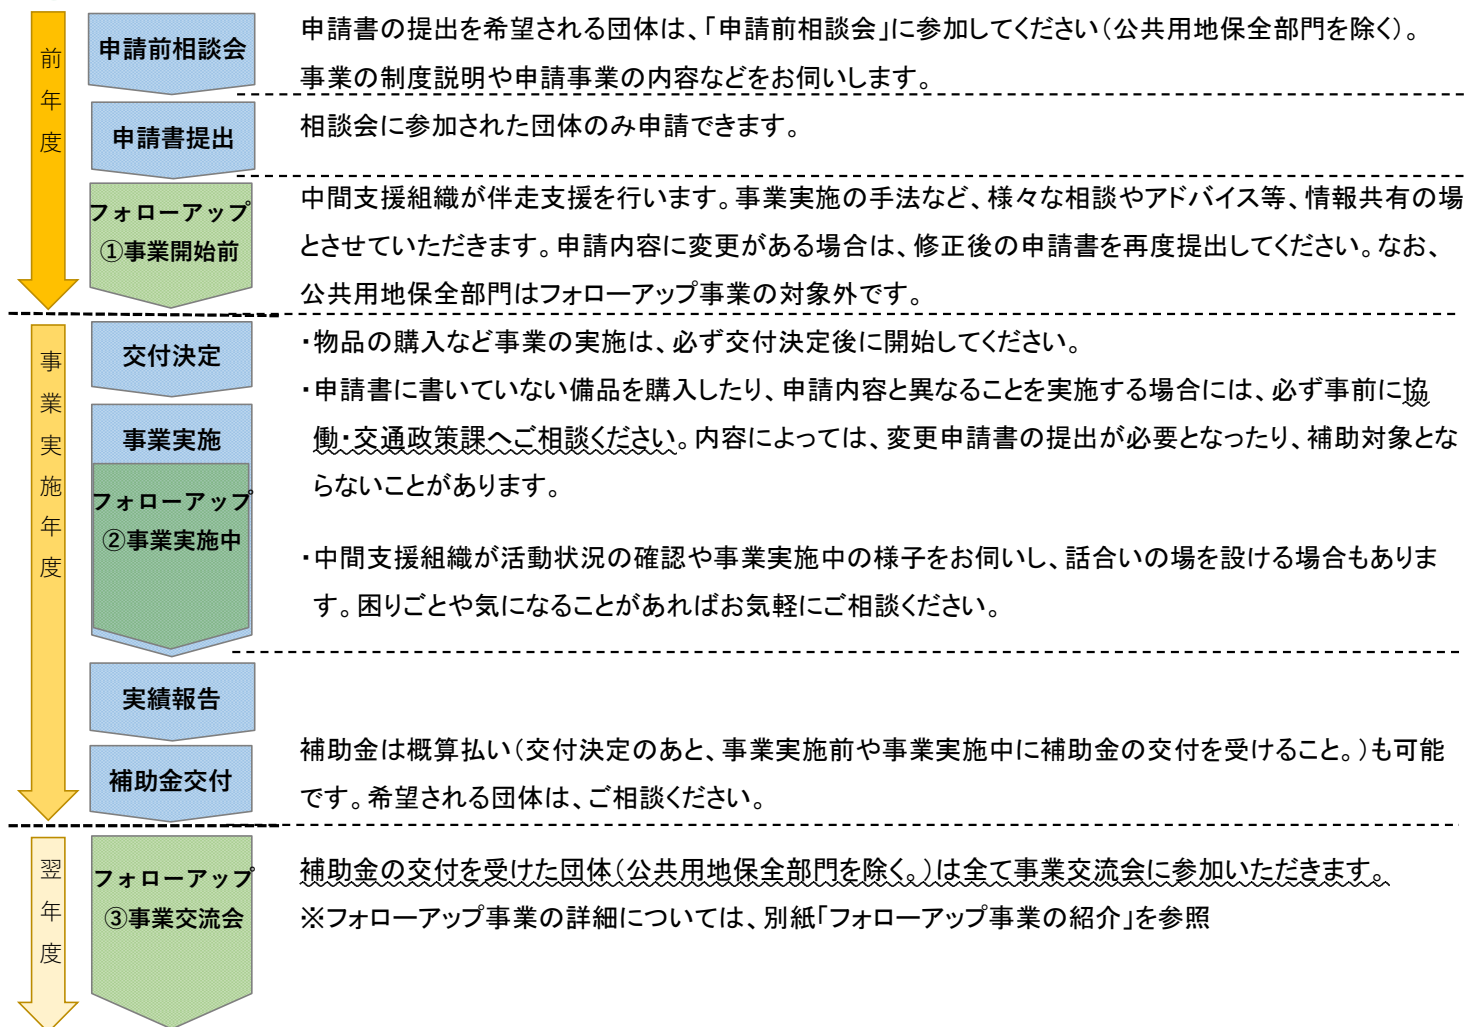 前年度
申請前相談会
申請書の提出を希望される団体は、「申請前相談会」に参加してください（公共用地保全部門を除く）。
事業の制度説明や申請事業の内容などをお伺いします。
申請書提出
相談会に参加された団体のみ申請できます。
フォローアップ
①事業開始前
中間支援組織が伴走支援を行います。事業実施の手法など、様々な相談やアドバイス等、情報共有の場
とさせていただきます。申請内容に変更がある場合は、修正後の申請書を再度提出してください。なお、
公共用地保全部門はフォローアップ事業の対象外です。
事業実施年度
交付決定
・物品の購入など事業の実施は、必ず交付決定後に開始してください。
事業実施
・申請書に書いていない備品を購入したり、申請内容と異なることを実施する場合には、必ず事前に協
働・交通政策課へご相談ください。内容によっては、変更申請書の提出が必要となったり、補助対象とな
らないことがあります。
フォローアップ
②事業実施中
・中間支援組織が活動状況の確認や事業実施中の様子をお伺いし、話合いの場を設ける場合もありま
す。困りごとや気になることがあればお気軽にご相談ください。
実績報告
補助金交付
補助金は概算払い（交付決定のあと、事業実施前や事業実施中に補助金の交付を受けること。）も可能
です。希望される団体は、ご相談ください。
翌年度
フォローアップ
③事業交流会
補助金の交付を受けた団体（公共用地保全部門を除く。）は全て事業交流会に参加いただきます。
※フォローアップ事業の詳細については、別紙「フォローアップ事業の紹介」を参照